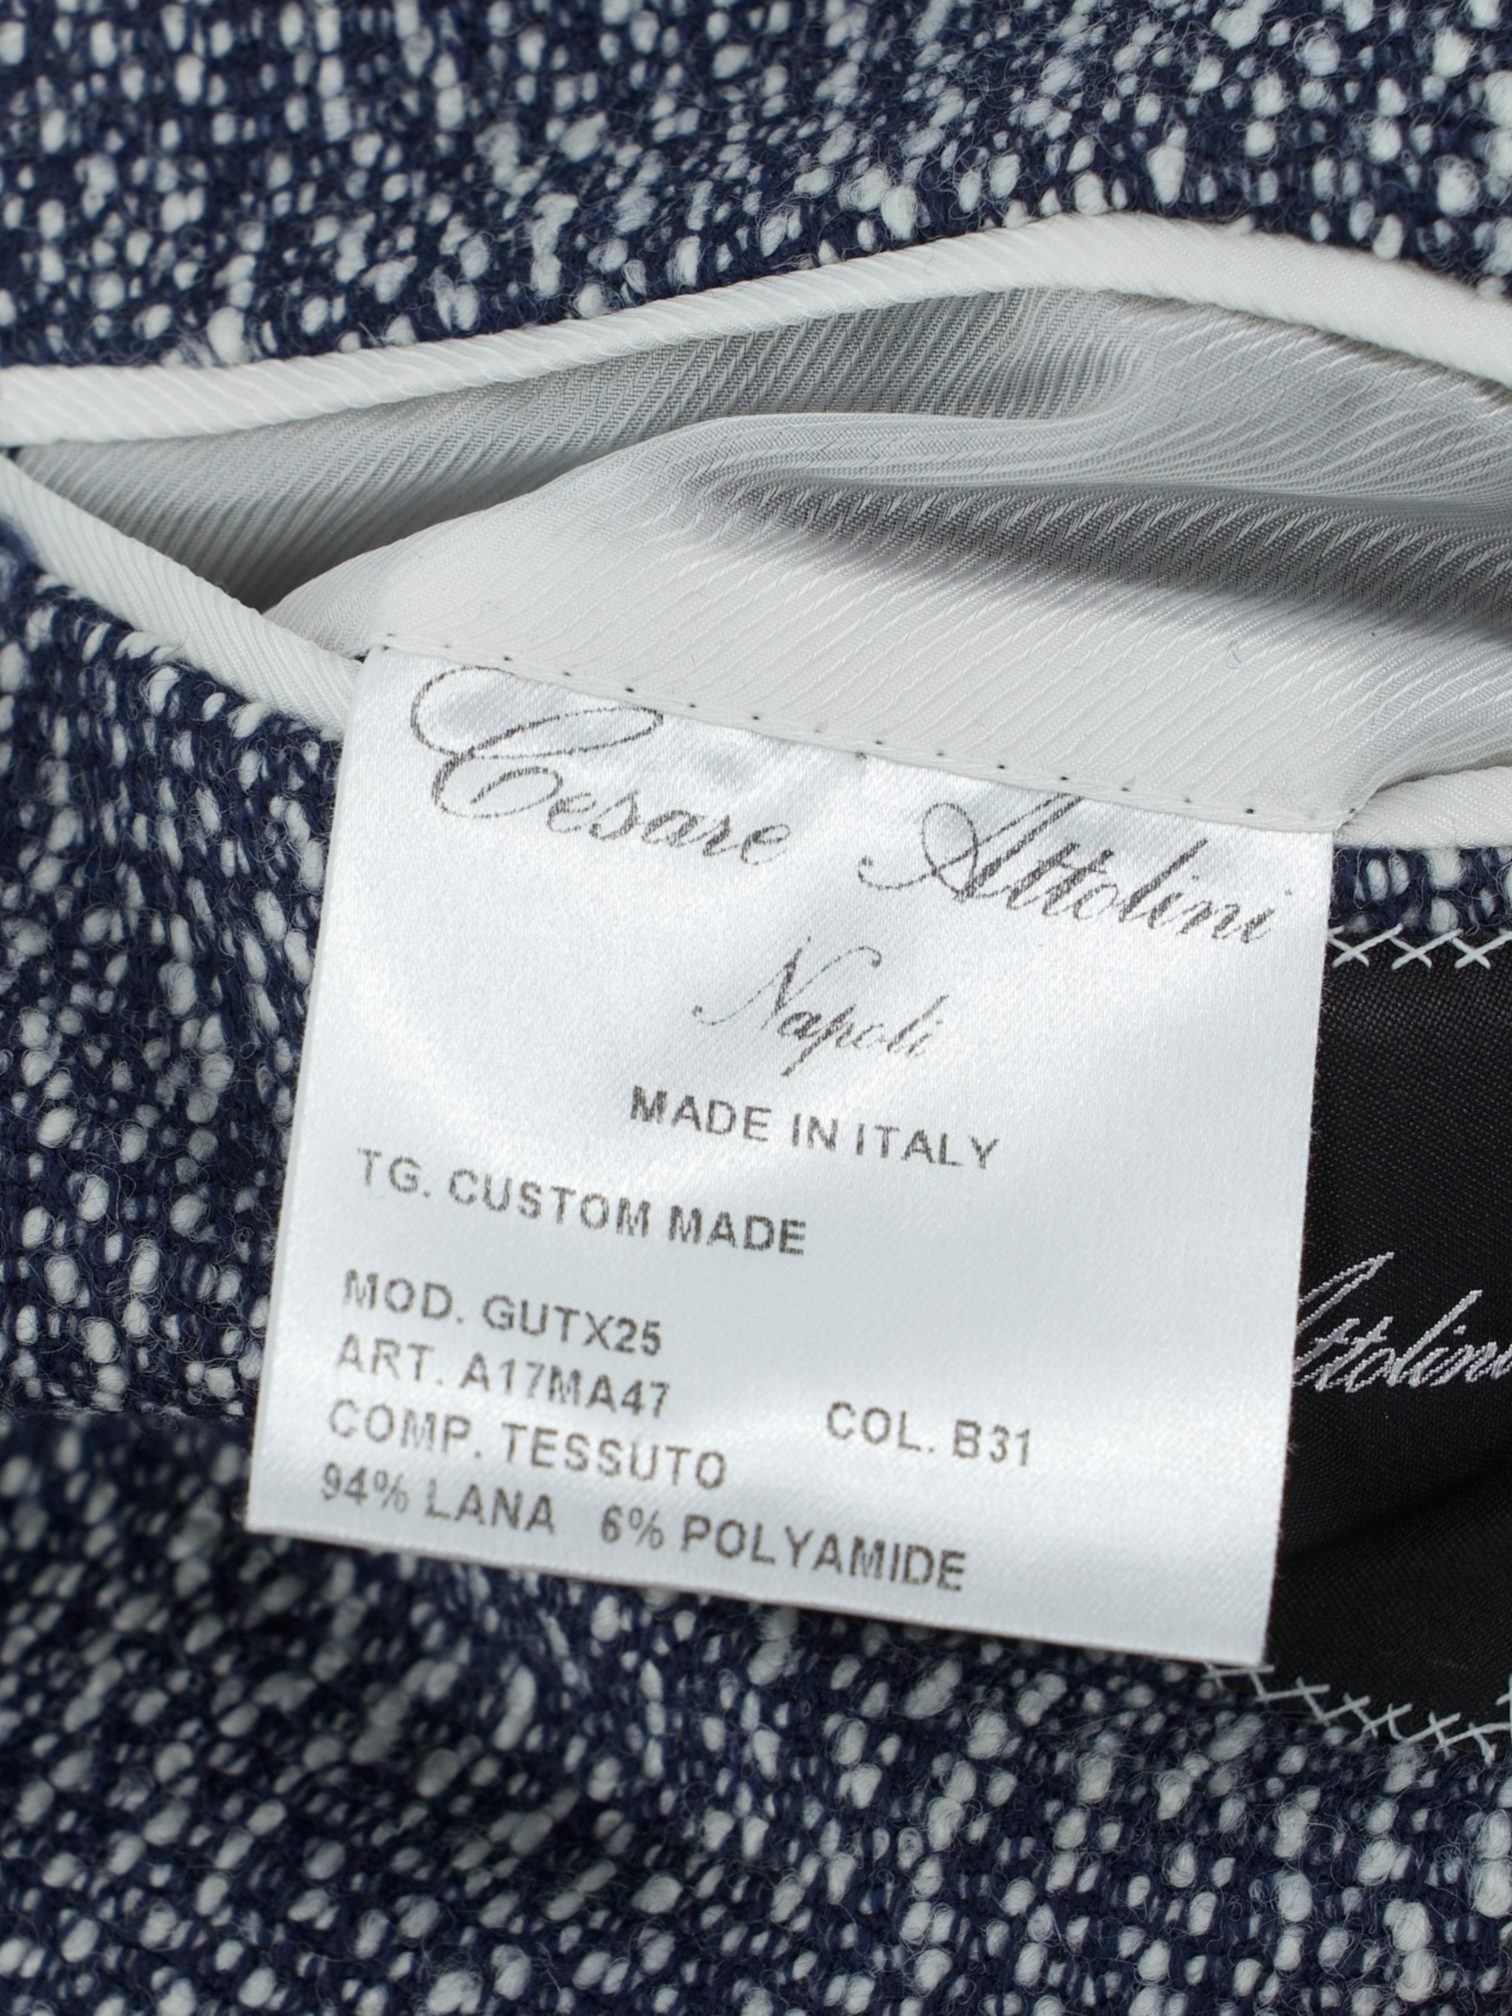 Cesare Attolini
Napoli
MADE IN ITALY
TG. CUSTOM MADE
MOD. GUTX25
ART. A17MA47 COL. B31
COMP. TESSUTO
94% LANA 6% POLYAMIDE
Attolini